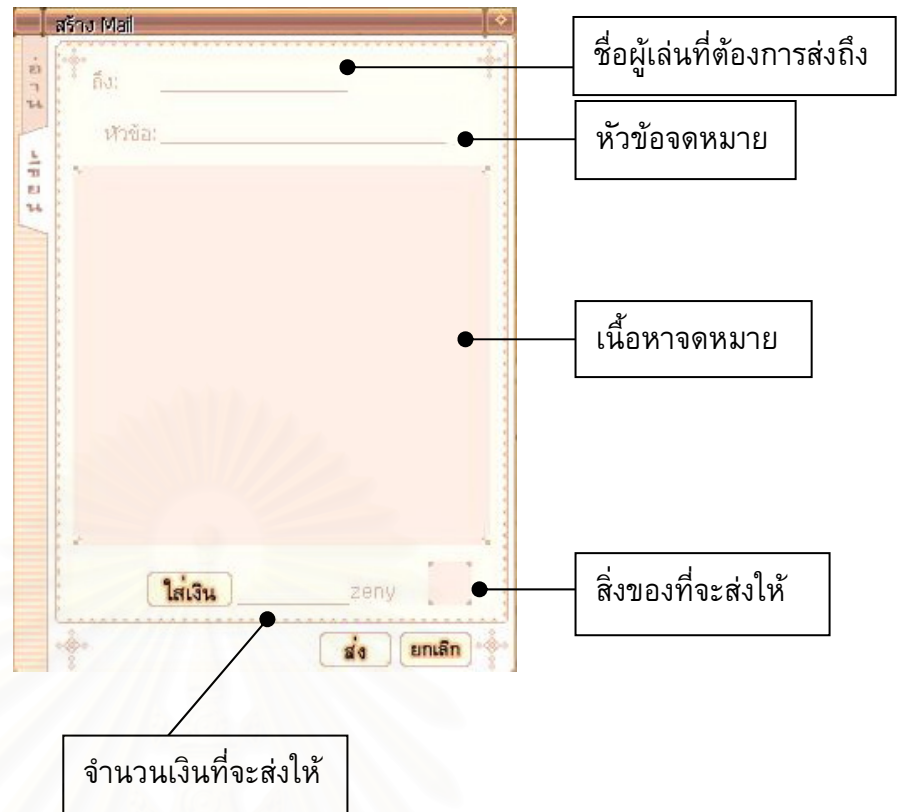 สร้าง Mail
อ่าน
เขียน
ถึง:
ชื่อผู้เล่นที่ต้องการส่งถึง
หัวข้อ:
หัวข้อจดหมาย
เนื้อหาจดหมาย
ใส่เงิน
zeny
สิ่งของที่จะส่งให้
ส่ง
ยกเลิก
จำนวนเงินที่จะส่งให้